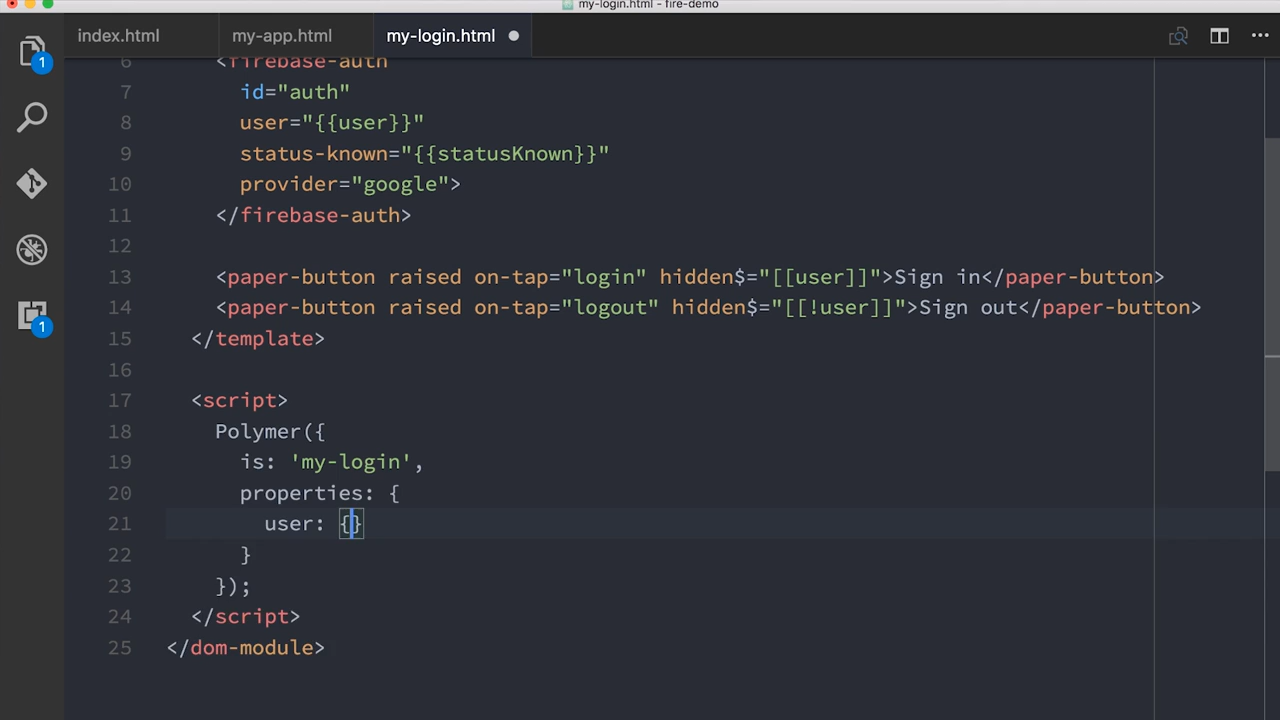 my-login.html - fire-demo
index.html my-app.html my-login.html
1
1
6 <firebase-auth
7 id="auth"
8 user="{{user}}"
9 status-known="{{statusKnown}}"
10 provider="google">
11 </firebase-auth>
12
13 <paper-button raised on-tap="login" hidden$="[[user]]">Sign in</paper-button>
14 <paper-button raised on-tap="logout" hidden$="[[!user]]">Sign out</paper-button>
15 </template>
16
17 <script>
18 Polymer({
19 is: 'my-login',
20 properties: {
21 user: {}
22 }
23 });
24 </script>
25 </dom-module>